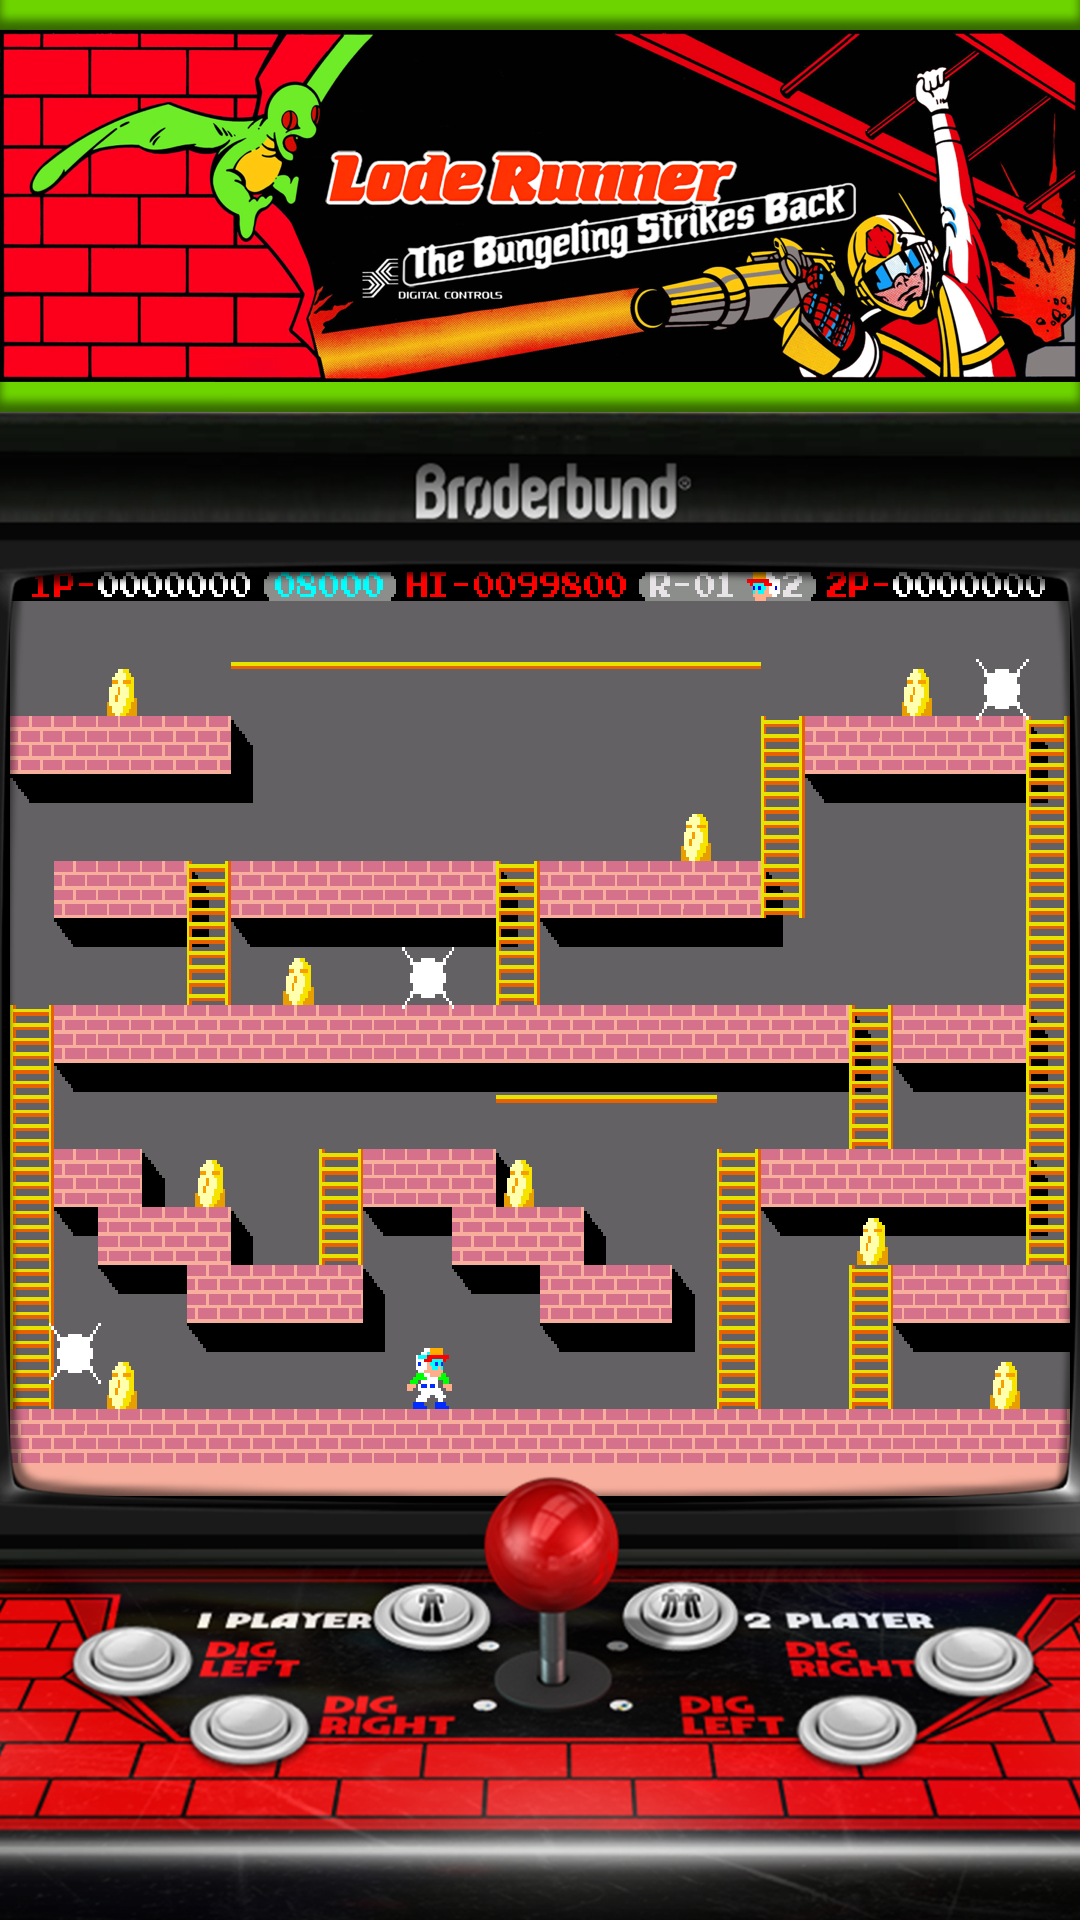 Lode Runner
The Bungeling Strikes Back
DIGITAL CONTROLS
Brøderbund®
1P-0000000 08000 HI-0099800 R-01 02 2P-0000000
1 PLAYER 2 PLAYER
DIG LEFT DIG RIGHT
DIG RIGHT DIG LEFT